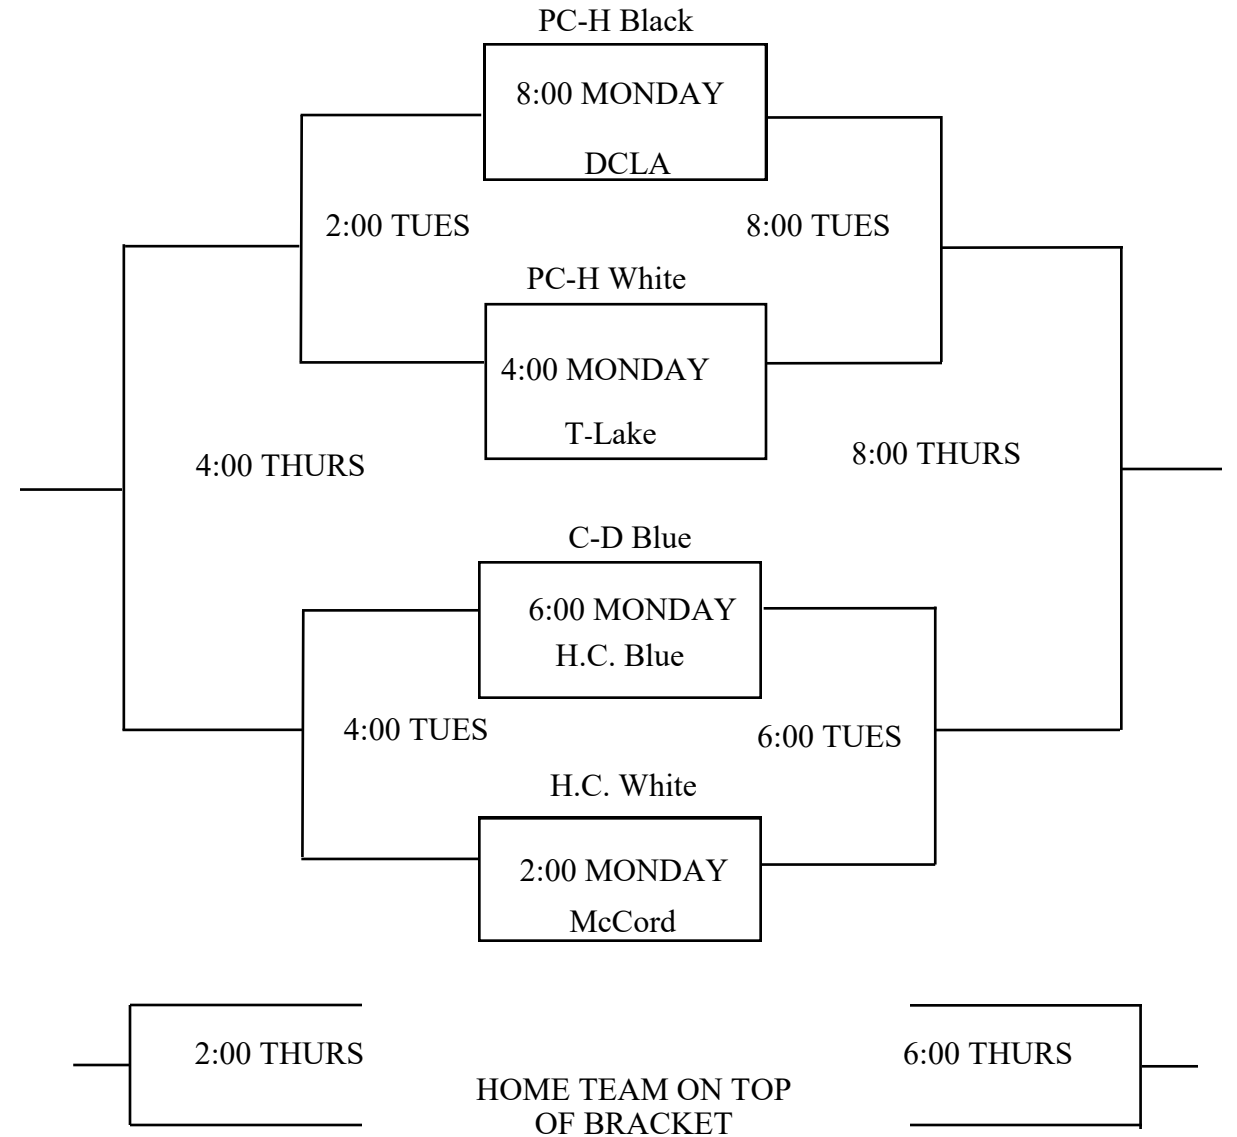 PC-H Black
8:00 MONDAY
DCLA
2:00 TUES
8:00 TUES
PC-H White
4:00 MONDAY
T-Lake
4:00 THURS
8:00 THURS
C-D Blue
6:00 MONDAY
H.C. Blue
4:00 TUES
6:00 TUES
H.C. White
2:00 MONDAY
McCord
2:00 THURS
6:00 THURS
HOME TEAM ON TOP
OF BRACKET